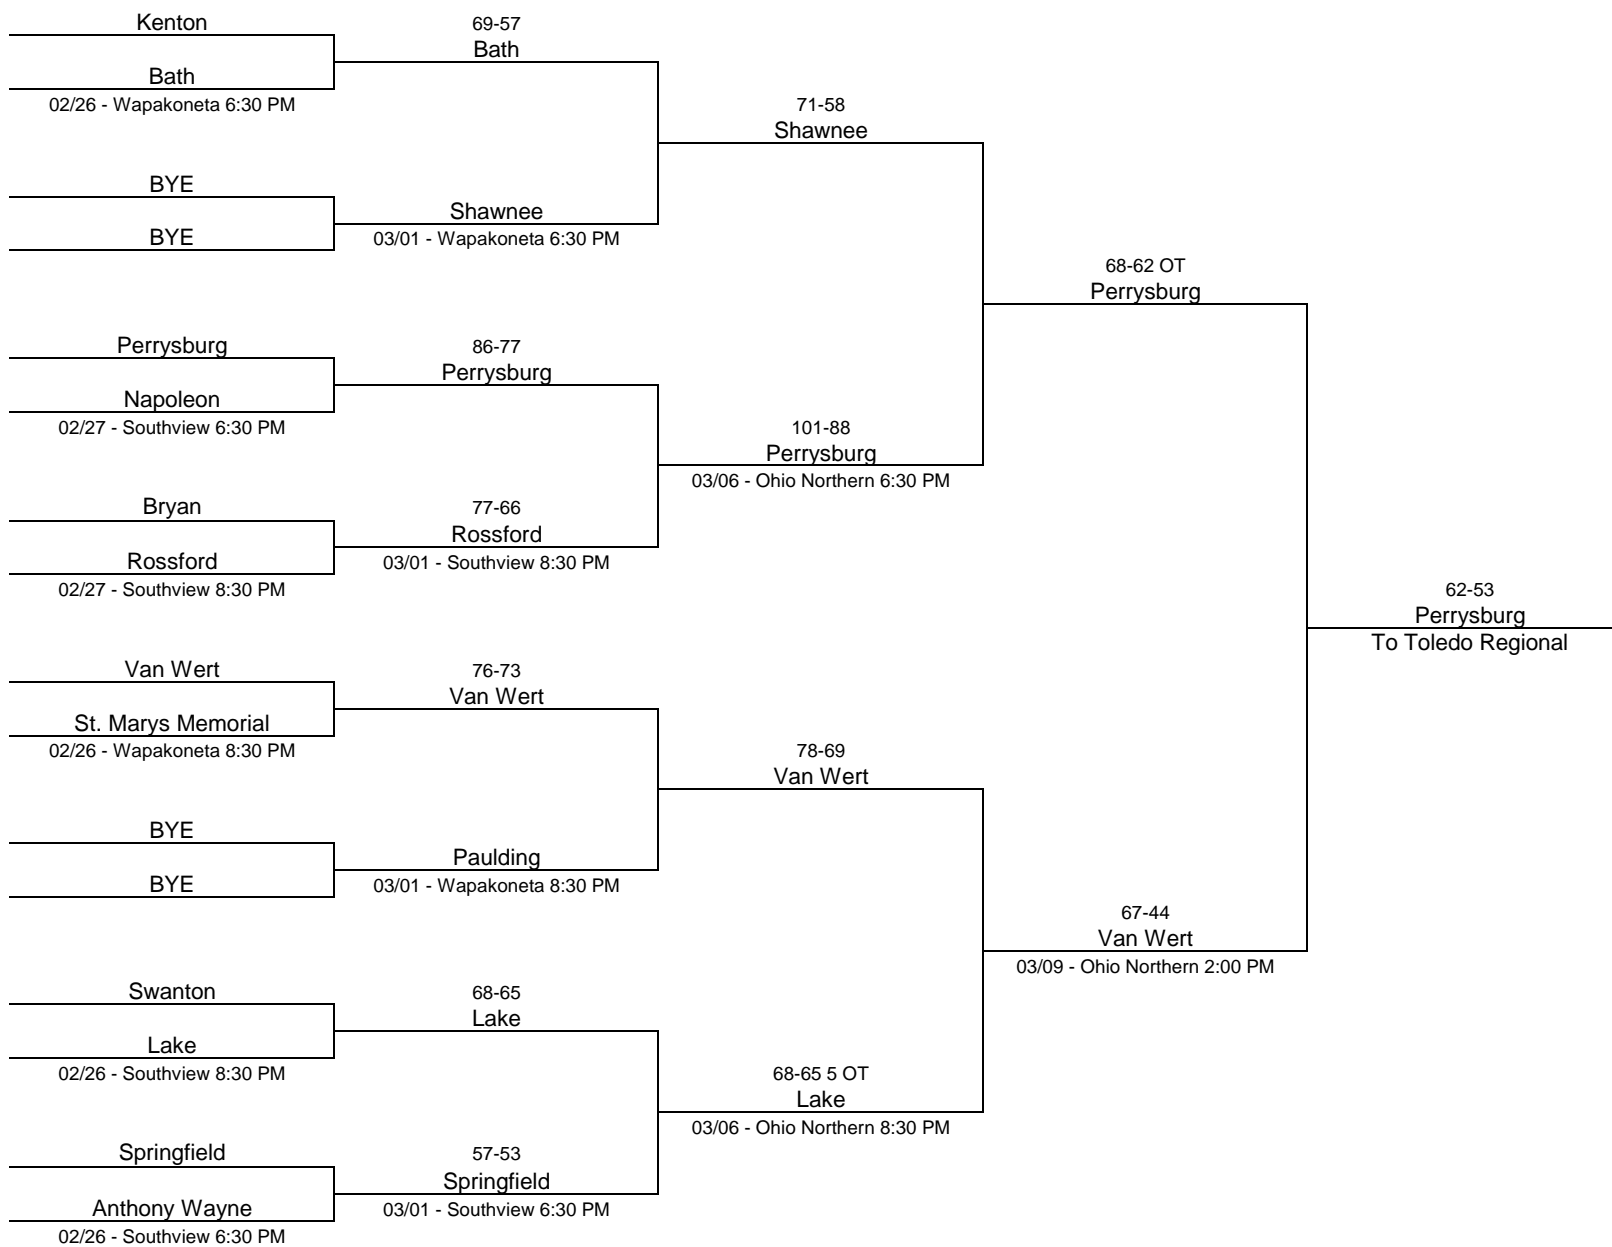 Kenton
Bath
02/26 - Wapakoneta 6:30 PM
BYE
BYE
Perrysburg
Napoleon
02/27 - Southview 6:30 PM
Bryan
Rossford
02/27 - Southview 8:30 PM
Van Wert
St. Marys Memorial
02/26 - Wapakoneta 8:30 PM
BYE
BYE
Swanton
Lake
02/26 - Southview 8:30 PM
Springfield
Anthony Wayne
02/26 - Southview 6:30 PM
69-57
Bath
Shawnee
03/01 - Wapakoneta 6:30 PM
86-77
Perrysburg
77-66
Rossford
03/01 - Southview 8:30 PM
76-73
Van Wert
Paulding
03/01 - Wapakoneta 8:30 PM
68-65
Lake
57-53
Springfield
03/01 - Southview 6:30 PM
71-58
Shawnee
101-88
Perrysburg
03/06 - Ohio Northern 6:30 PM
78-69
Van Wert
68-65 5 OT
Lake
03/06 - Ohio Northern 8:30 PM
68-62 OT
Perrysburg
67-44
Van Wert
03/09 - Ohio Northern 2:00 PM
62-53
Perrysburg
To Toledo Regional